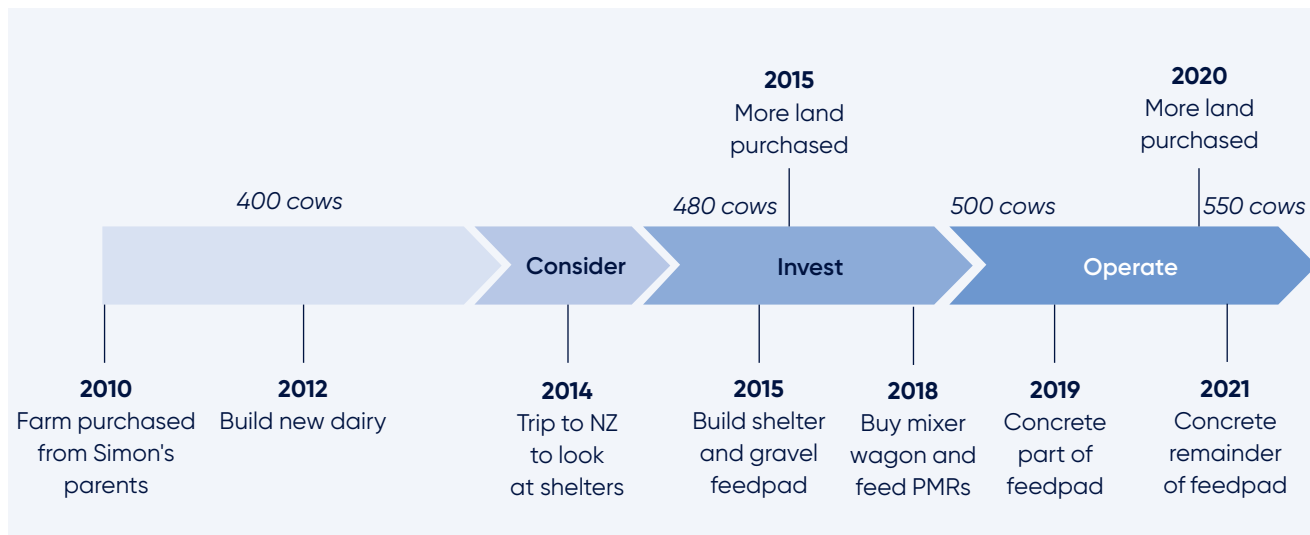 2015
More land
purchased
2020
More land
purchased
400 cows
480 cows
500 cows
550 cows
Consider
Invest
Operate
2010
Farm purchased
from Simon's
parents
2012
Build new dairy
2014
Trip to NZ
to look
at shelters
2015
Build shelter
and gravel
feedpad
2018
Buy mixer
wagon and
feed PMRs
2019
Concrete
part of
feedpad
2021
Concrete
remainder
of feedpad